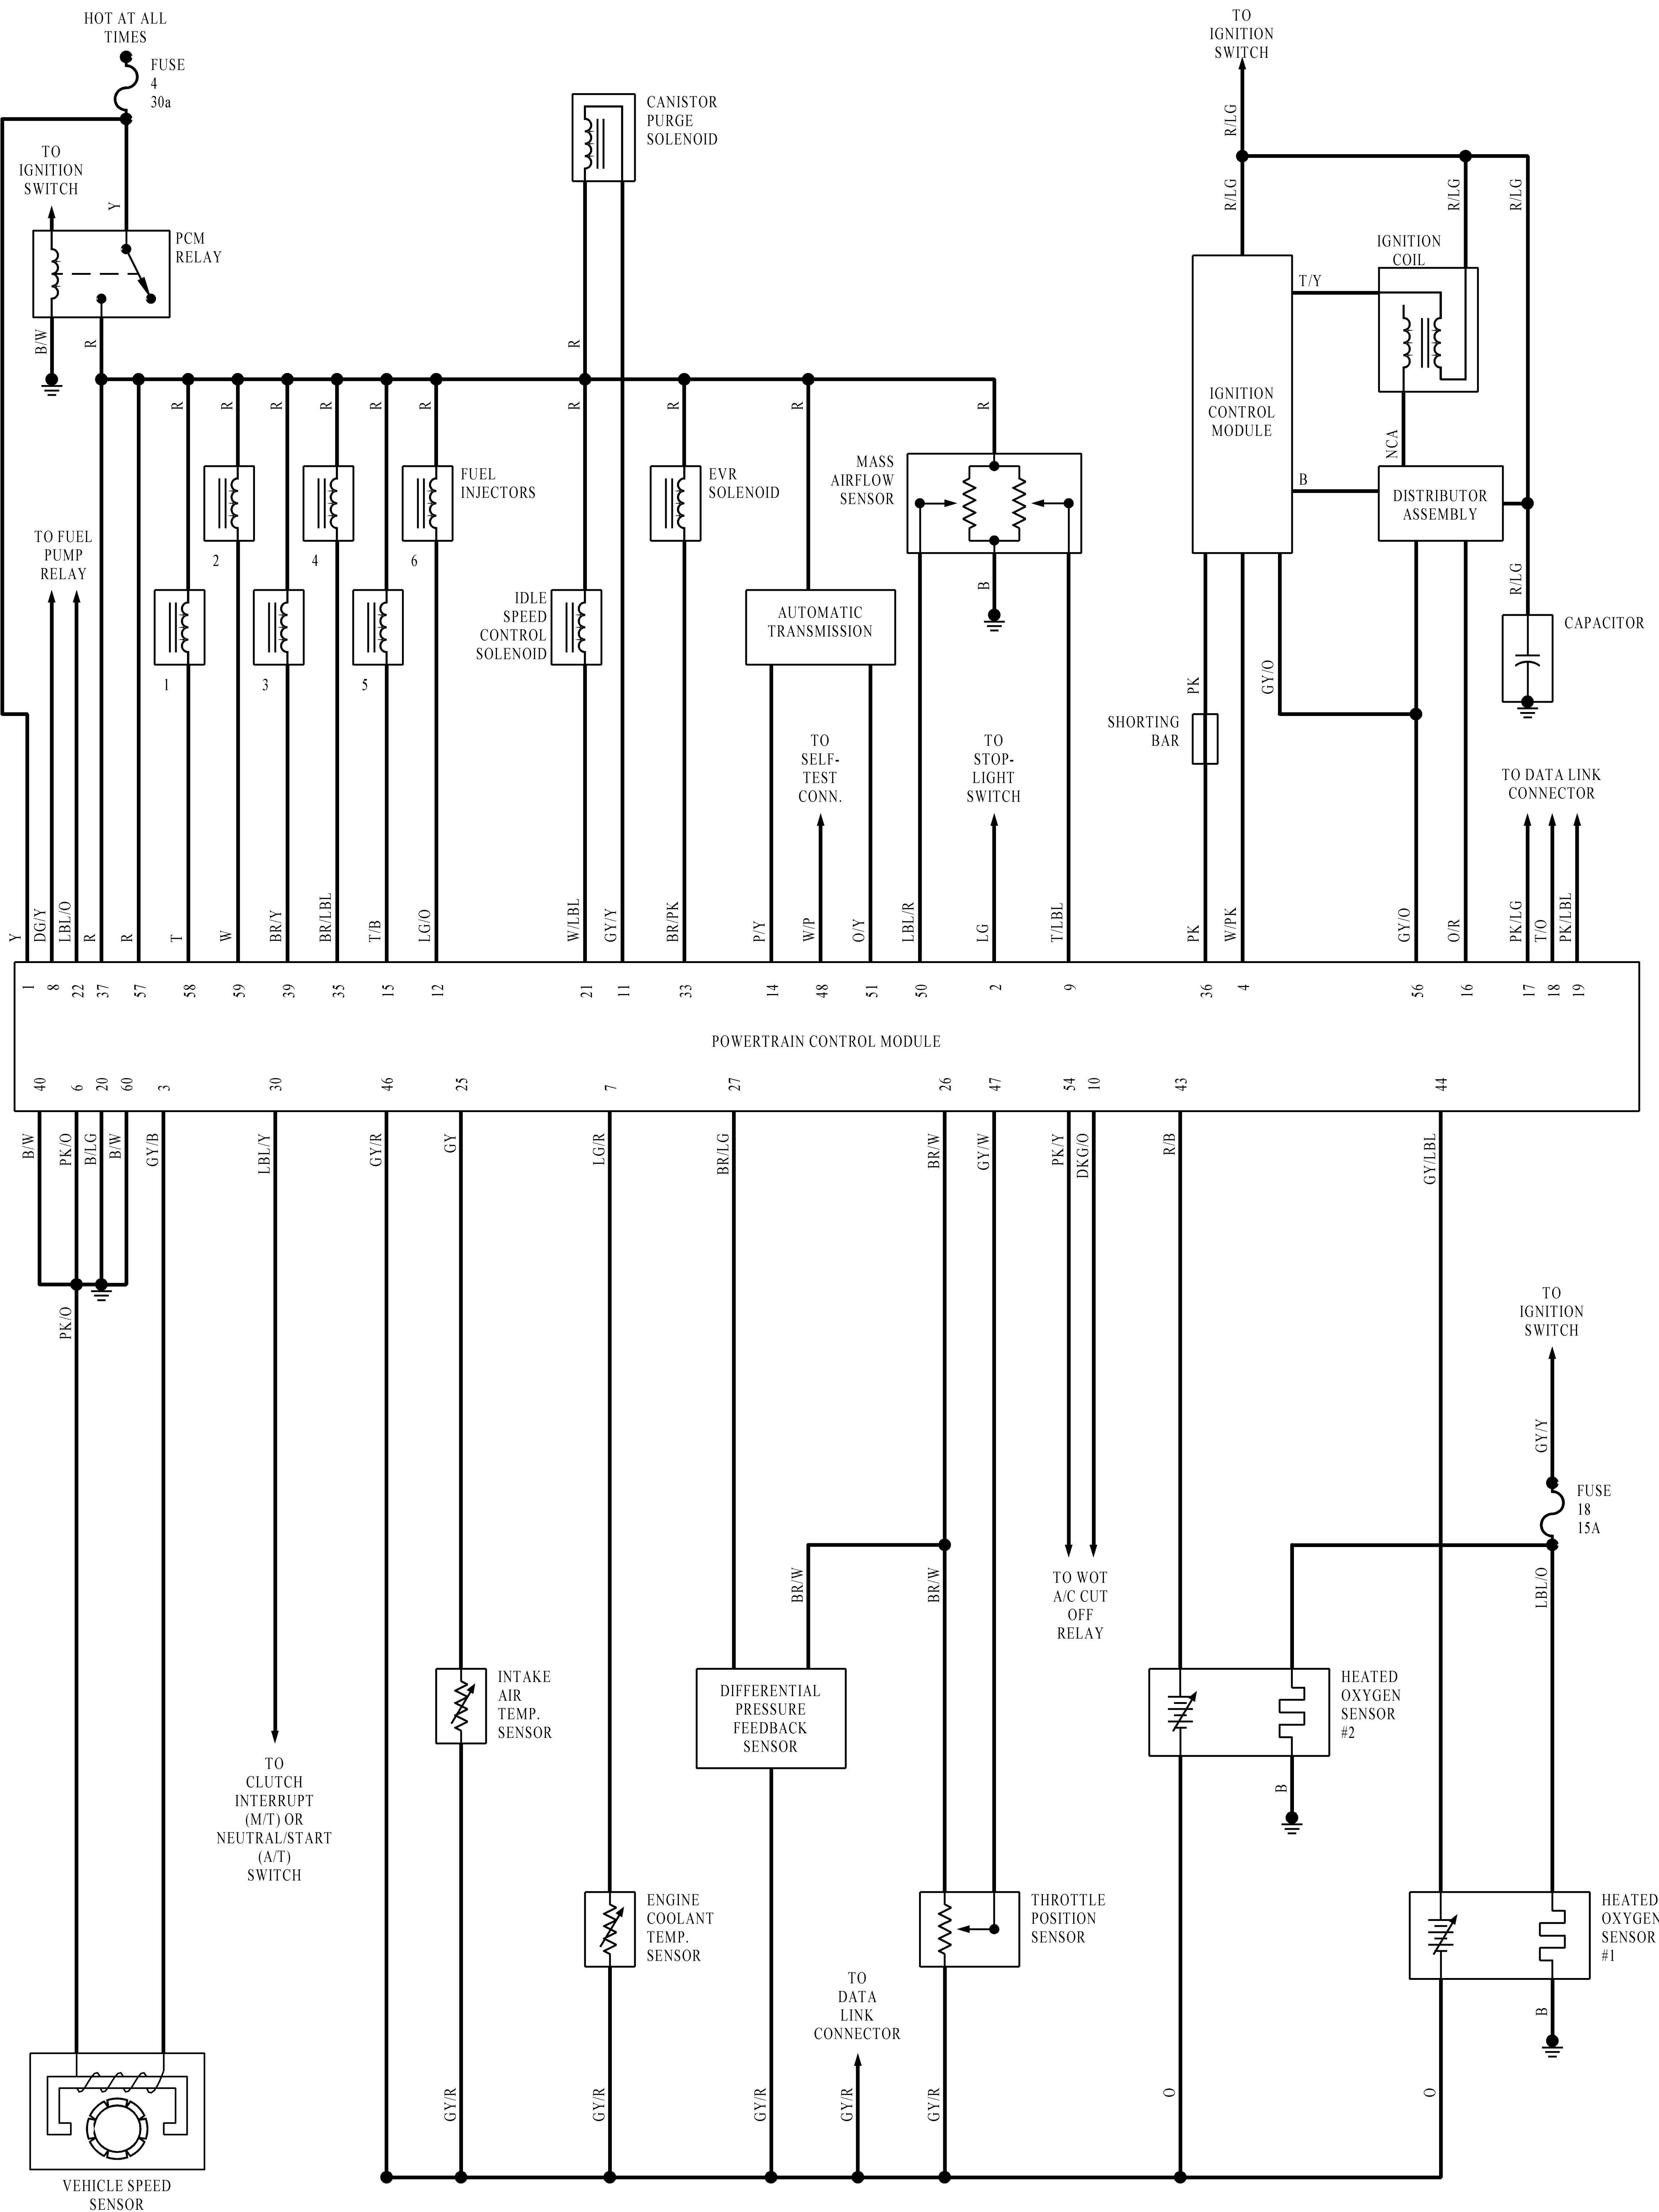 HOT AT ALL
TIMES
FUSE
4
30a
TO
IGNITION
SWITCH
Y
PCM
RELAY
B/W
R
CANISTOR
PURGE
SOLENOID
R
TO
IGNITION
SWITCH
R/LG
R/LG
R/LG
R/LG
IGNITION
COIL
T/Y
IGNITION
CONTROL
MODULE
NCA
B
DISTRIBUTOR
ASSEMBLY
R/LG
CAPACITOR
R
R
R
R
R
R
R
R
R
R
FUEL
INJECTORS
2
4
6
1
3
5
EVR
SOLENOID
MASS
AIRFLOW
SENSOR
B
TO FUEL
PUMP
RELAY
IDLE
SPEED
CONTROL
SOLENOID
AUTOMATIC
TRANSMISSION
PK
GY/O
SHORTING
BAR
TO
SELF-
TEST
CONN.
TO
STOP-
LIGHT
SWITCH
TO DATA LINK
CONNECTOR
Y
DG/Y
LBL/O
R
R
T
W
BR/Y
BR/LBL
T/B
LG/O
W/LBL
GY/Y
BR/PK
P/Y
W/P
O/Y
LBL/R
LG
T/LBL
PK
W/PK
GY/O
O/R
PK/LG
T/O
PK/LBL
1
8
22
37
57
58
59
39
35
15
12
21
11
33
14
48
51
50
2
9
36
4
56
16
17
18
19
POWERTRAIN CONTROL MODULE
40
6
20
60
3
30
46
25
7
27
26
47
54
10
43
44
B/W
PK/O
B/LG
B/W
GY/B
LBL/Y
GY/R
GY
LG/R
BR/LG
BR/W
GY/W
PK/Y
DKG/O
R/B
GY/LBL
PK/O
TO
IGNITION
SWITCH
GY/Y
FUSE
18
15A
BR/W
BR/W
LBL/O
TO WOT
A/C CUT
OFF
RELAY
INTAKE
AIR
TEMP.
SENSOR
DIFFERENTIAL
PRESSURE
FEEDBACK
SENSOR
HEATED
OXYGEN
SENSOR
#2
B
TO
CLUTCH
INTERRUPT
(M/T) OR
NEUTRAL/START
(A/T)
SWITCH
ENGINE
COOLANT
TEMP.
SENSOR
THROTTLE
POSITION
SENSOR
HEATED
OXYGEN
SENSOR
#1
B
TO
DATA
LINK
CONNECTOR
GY/R
GY/R
GY/R
GY/R
GY/R
O
O
VEHICLE SPEED
SENSOR